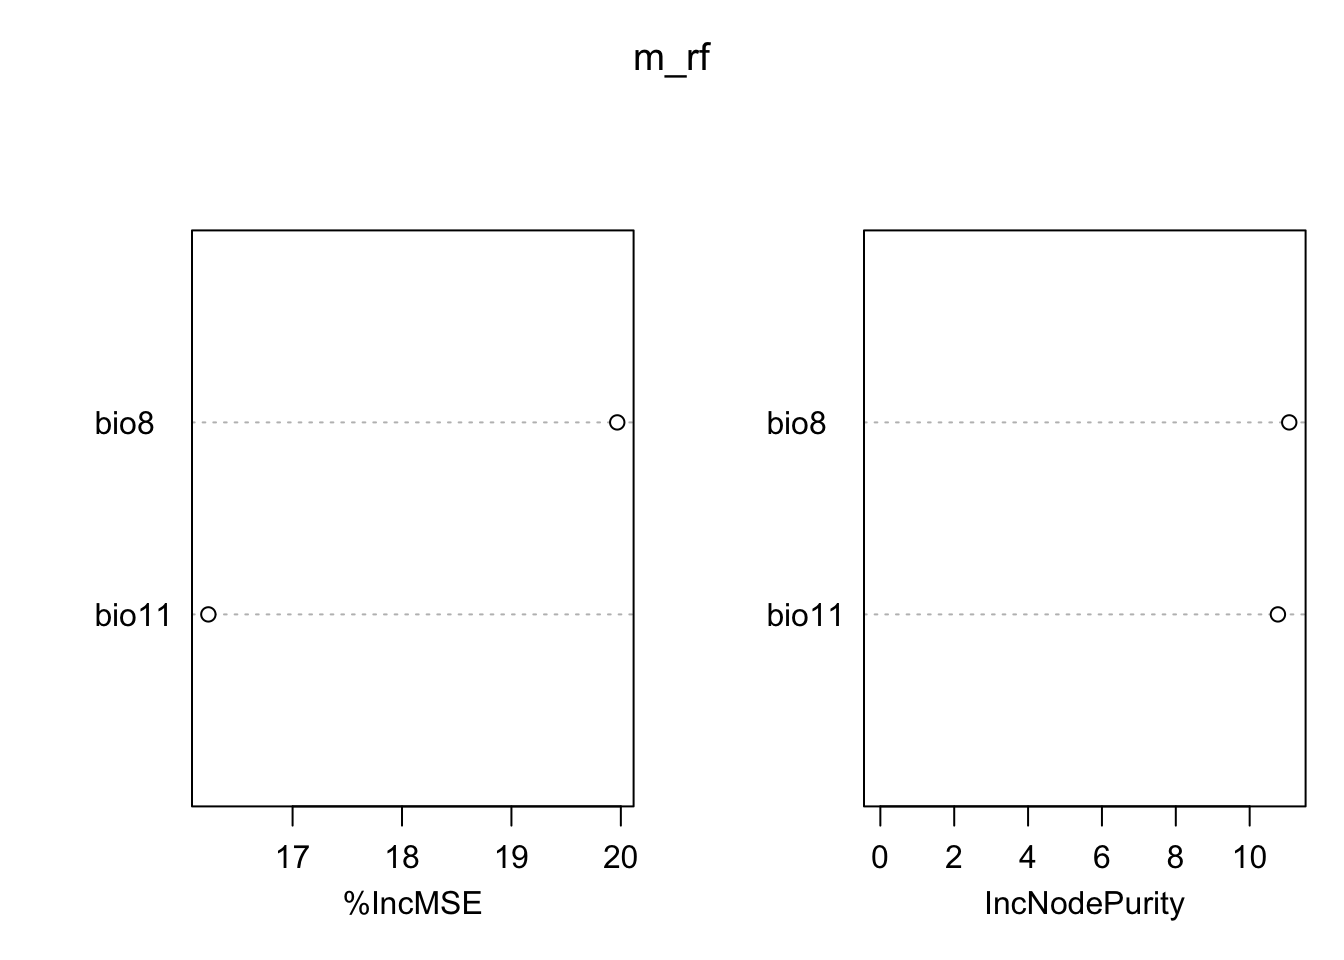 m_rf
bio8
bio11
17 18 19 20
%IncMSE
bio8
bio11
0 2 4 6 8 10
IncNodePurity